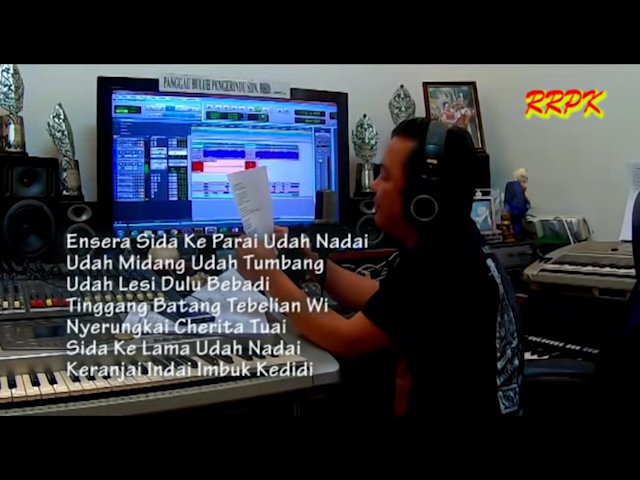 PANGGAU BULUH PENGERINDU SDN. BHD
RRPK
Ensera Sida Ke Parai Udah Nadai
Udah Midang Udah Tumbang
Udah Lesi Dulu Bebadi
Tinggang Batang Tebelian Wi
Nyerungkai Cherita Tuai
Sida Ke Lama Udah Nadai
Keranjai Indai Imbuk Kedidi